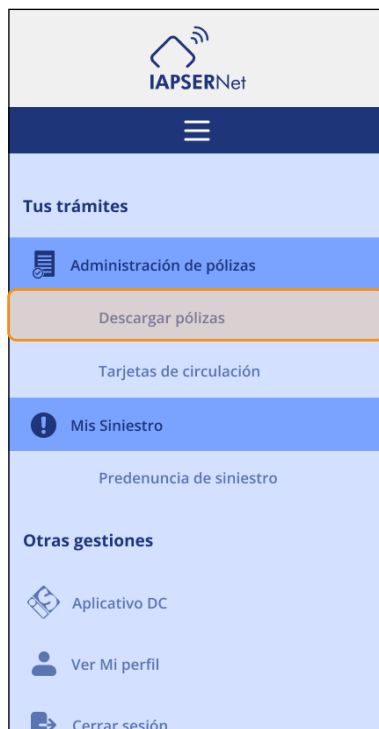 IAPSERNet
Tus trámites
Administración de pólizas
Descargar pólizas
Tarjetas de circulación
Mis Siniestro
Predenuncia de siniestro
Otras gestiones
Aplicativo DC
Ver Mi perfil
Cerrar sesión